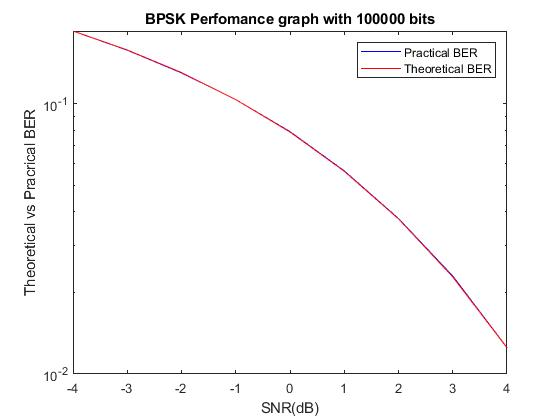 BPSK Perfomance graph with 100000 bits
Practical BER
Theoretical BER
Theoretical vs Pracrical BER
10-1
10-2
-4 -3 -2 -1 0 1 2 3 4
SNR(dB)